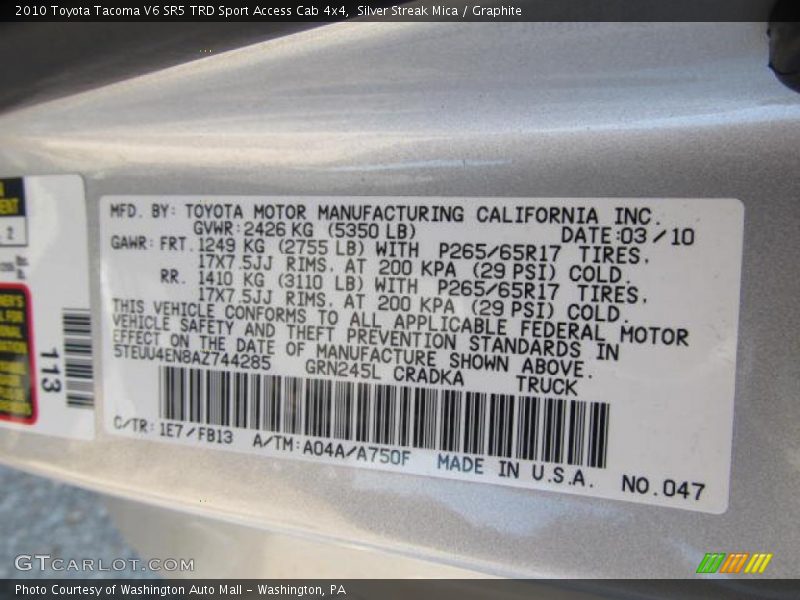 2010 Toyota Tacoma V6 SR5 TRD Sport Access Cab 4x4, Silver Streak Mica / Graphite
MFD. BY: TOYOTA MOTOR MANUFACTURING CALIFORNIA INC.
GVWR: 2426 KG (5350 LB) DATE: 03/10
GAWR: FRT. 1249 KG (2755 LB) WITH P265/65R17 TIRES.
17X7.5JJ RIMS. AT 200 KPA (29 PSI) COLD.
RR. 1410 KG (3110 LB) WITH P265/65R17 TIRES.
17X7.5JJ RIMS. AT 200 KPA (29 PSI) COLD.
THIS VEHICLE CONFORMS TO ALL APPLICABLE FEDERAL MOTOR
VEHICLE SAFETY AND THEFT PREVENTION STANDARDS IN
EFFECT ON THE DATE OF MANUFACTURE SHOWN ABOVE.
5TEUU4EN8AZ744285 GRN245L CRADKA TRUCK
C/TR: 1E7/FB13 A/TM: A04A/A750F MADE IN U.S.A. NO. 047
113
GTCARLOT.COM
Photo Courtesy of Washington Auto Mall - Washington, PA